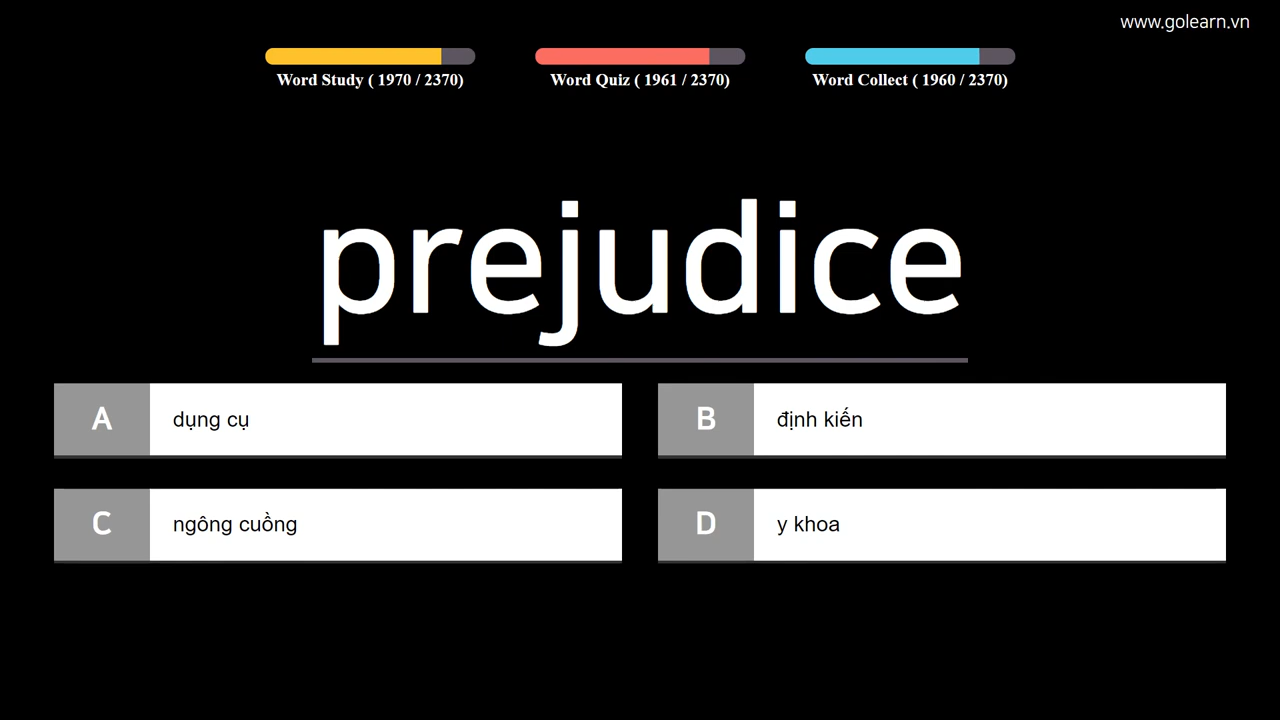 www.golearn.vn
Word Study ( 1970 / 2370)
Word Quiz ( 1961 / 2370)
Word Collect ( 1960 / 2370)
prejudice
A dụng cụ
B định kiến
C ngông cuồng
D y khoa